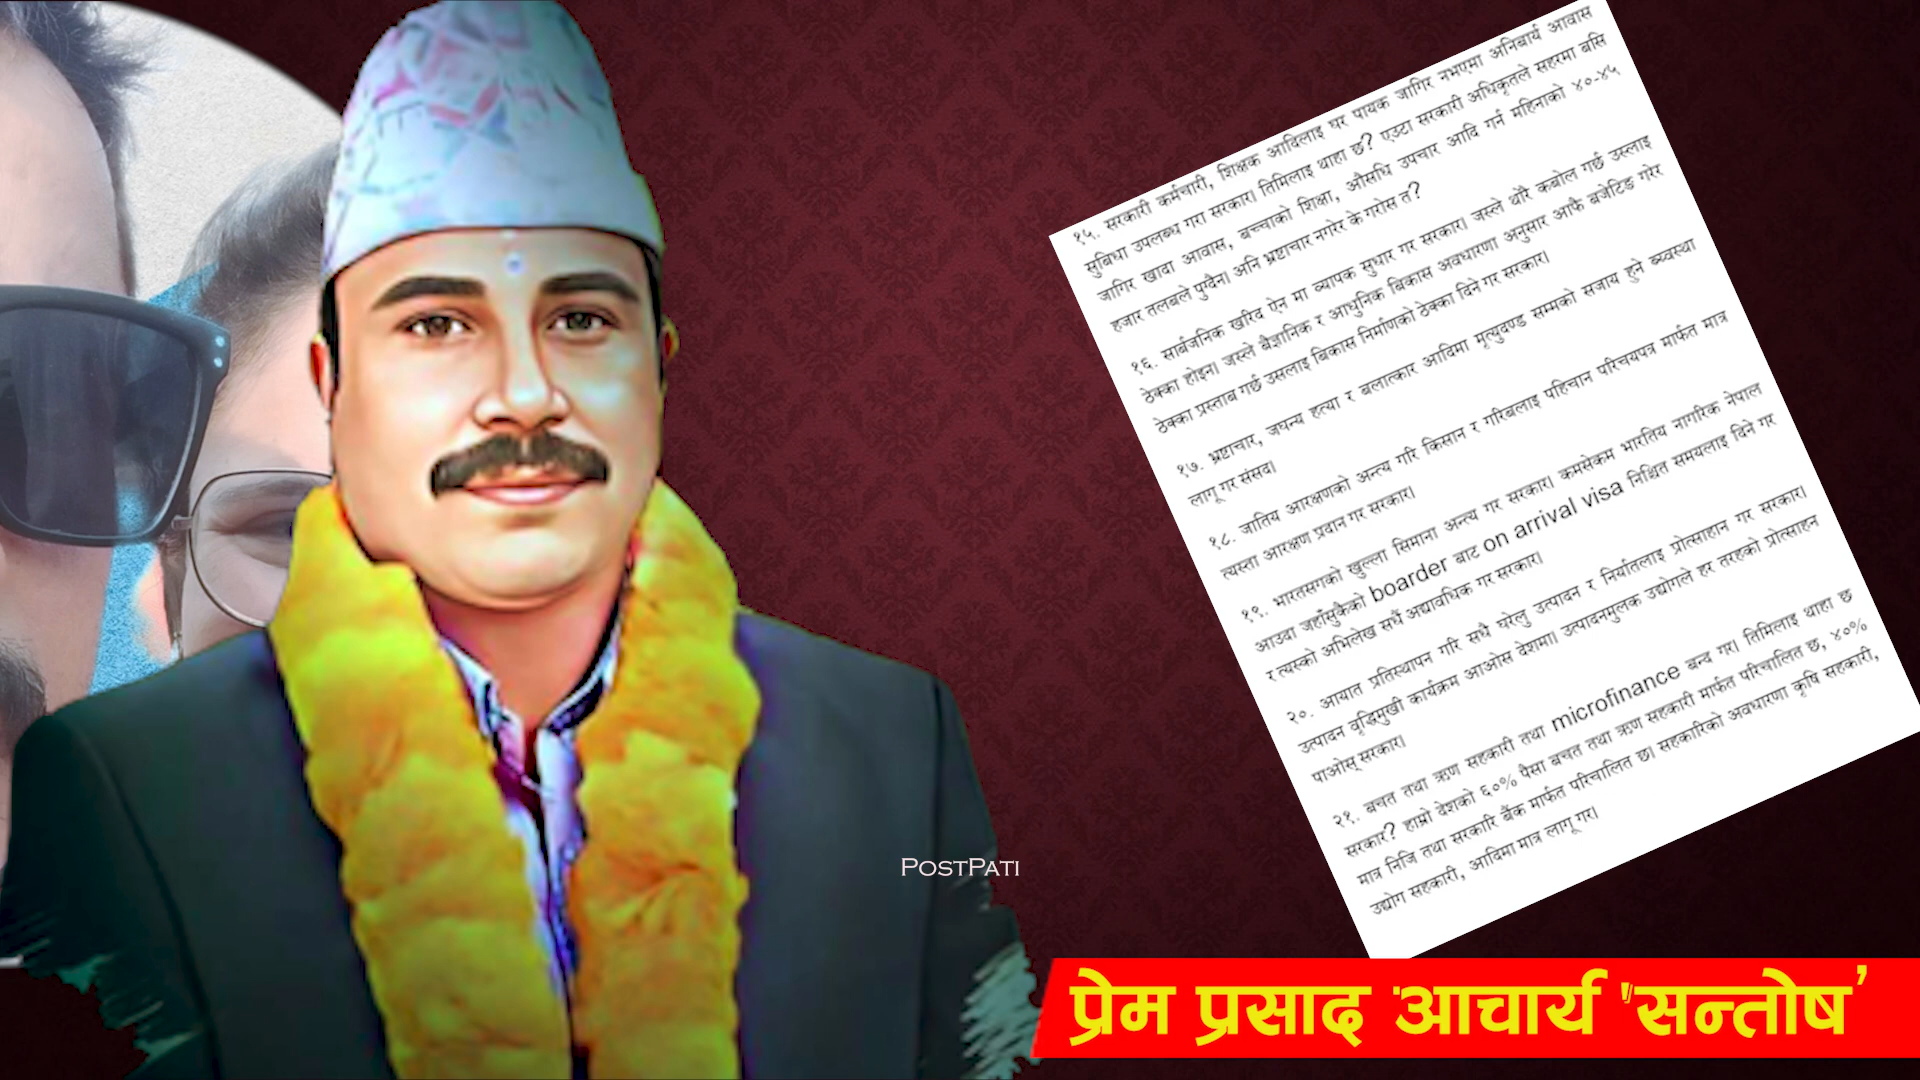 १५. सरकारी कर्मचारी, शिक्षक आदिलाइ घर पायक जागिर नभएमा अनिबार्य आवास
सुबिधा उपलब्ध गरा सरकार। तिमिलाइ थाहा छ? एउटा सरकारी अधिकृतले सहरमा बसि
जागिर खादा आवास, बच्चाको शिक्षा, औसधि उपचार आदि गर्न महिनाको ४०-४५
हजार तलबले पुग्दैन। अनि भ्रष्टाचार नगरेर के गरोस त?
१६. सार्बजनिक खरिद ऐन मा व्यापक सुधार गर सरकार। जस्ले थोरै कबोल गर्छ उस्लाइ
ठेक्का होइन। जस्ले बैज्ञानिक र आधुनिक बिकास अवधारणा अनुसार आफै बजेटिङ गरेर
ठेक्का प्रस्ताब गर्छ उसलाइ बिकास निर्माणको ठेक्का दिने गर सरकार।
१७. भ्रष्टाचार, जघन्य हत्या र बलात्कार आदिमा मृत्युदण्ड सम्मको सजाय हुने ब्यवस्था
लागू गर संसद।
१८. जातिय आरक्षणको अन्त्य गरि किसान र गरिबलाइ पहिचान परिचयपत्र मार्फत मात्र
त्यस्ता आरक्षण प्रदान गर सरकार।
१९. भारतसगको खुल्ला सिमाना अन्त्य गर सरकार। कमसेकम भारतिय नागरिक नेपाल
आउदा जहाँसुकैको boarder बाट on arrival visa निश्चित समयलाइ दिने गर
र त्यस्को अभिलेख सधैं अद्यावधिक गर सरकार।
२०. आयात प्रतिस्थापन गरि सधै घरेलु उत्पादन र निर्यातलाइ प्रोत्साहान गर सरकार।
उत्पादन वृद्धिमुखी कार्यक्रम आओस देशमा। उत्पादनमुलक उद्योगले हर तरहको प्रोत्साहन
पाओस् सरकार।
२१. बचत तथा ऋण सहकारी तथा microfinance बन्द गर। तिमिलाइ थाहा छ
सरकार? हाम्रो देशको ६०% पैसा बचत तथा ऋण सहकारी मार्फत परिचालित छ, ४०%
मात्र निजि तथा सरकारि बैंक मार्फत परिचालित छ। सहकारिको अवधारणा कृषि सहकारी,
उद्योग सहकारी, आदिमा मात्र लागू गर।
PostPati
प्रेम प्रसाद आचार्य 'सन्तोष'